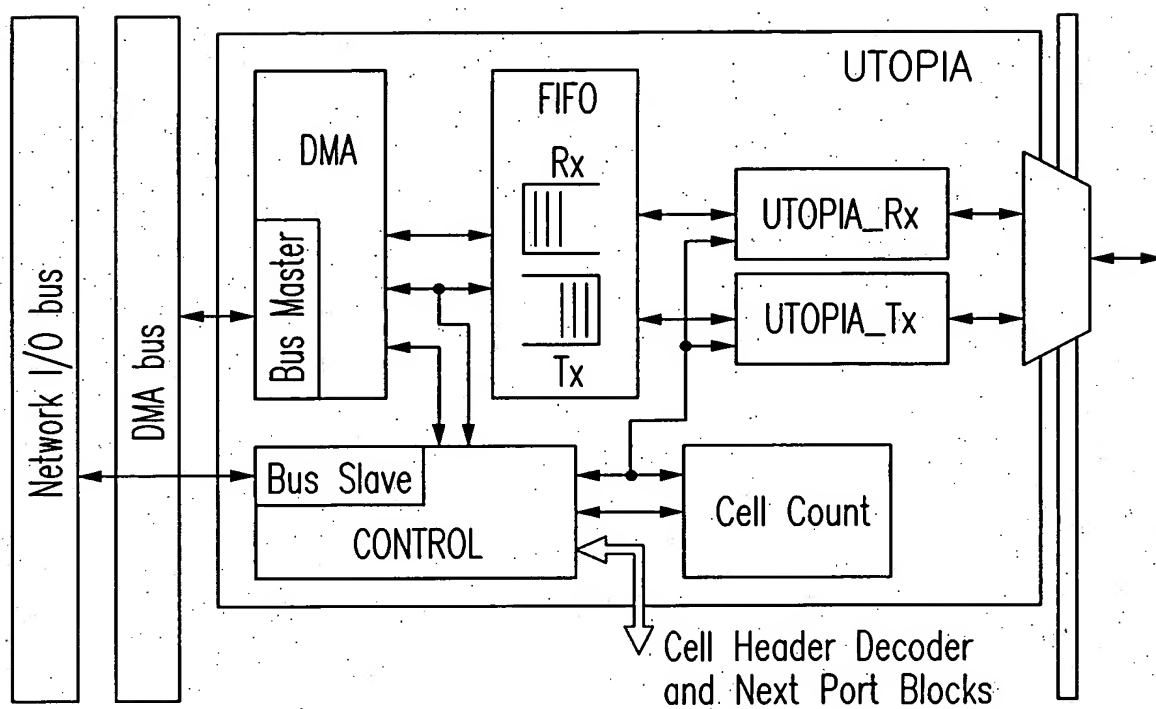 Network I/O bus
DMA bus
UTOPIA
DMA
Bus Master
FIFO
Rx
Tx
UTOPIA_Rx
UTOPIA_Tx
Bus Slave
CONTROL
Cell Count
Cell Header Decoder
and Next Port Blocks